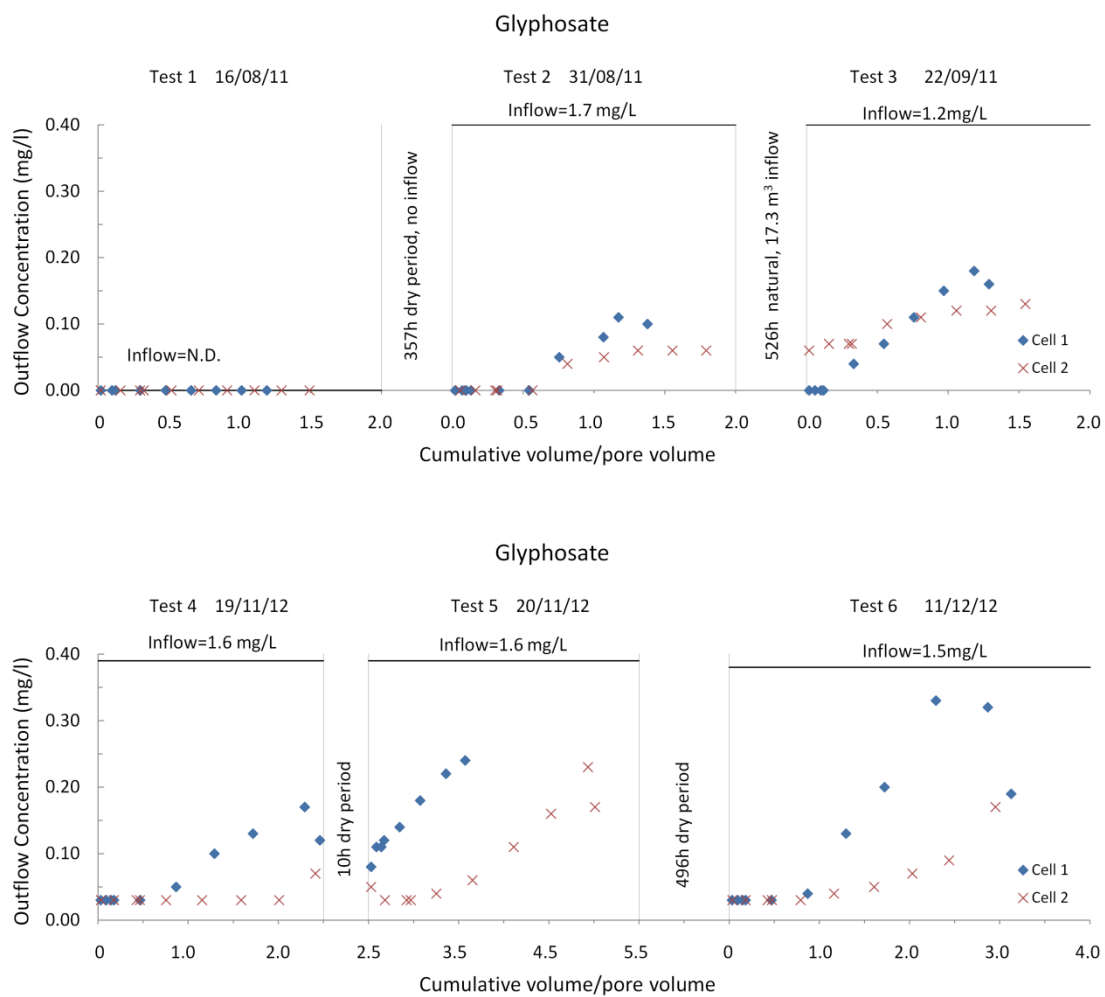 Glyphosate
Test 1 16/08/11
Test 2 31/08/11
Test 3 22/09/11
Inflow=1.7 mg/L
Inflow=1.2mg/L
Outflow Concentration (mg/l)
0.40
0.30
0.20
0.10
0.00
Inflow=N.D.
357h dry period, no inflow
526h natural, 17.3 m³ inflow
Cell 1
Cell 2
0 0.5 1.0 1.5 2.0
0.0 0.5 1.0 1.5 2.0
0 0.5 1.0 1.5 2.0
Cumulative volume/pore volume
Glyphosate
Test 4 19/11/12
Test 5 20/11/12
Test 6 11/12/12
Inflow=1.6 mg/L
Inflow=1.6 mg/L
Inflow=1.5mg/L
Outflow Concentration (mg/l)
0.40
0.30
0.20
0.10
0.00
10h dry period
496h dry period
Cell 1
Cell 2
0.0 1.0 2.0
2.5 3.5 4.5 5.5
0.0 1.0 2.0 3.0 4.0
Cumulative volume/pore volume